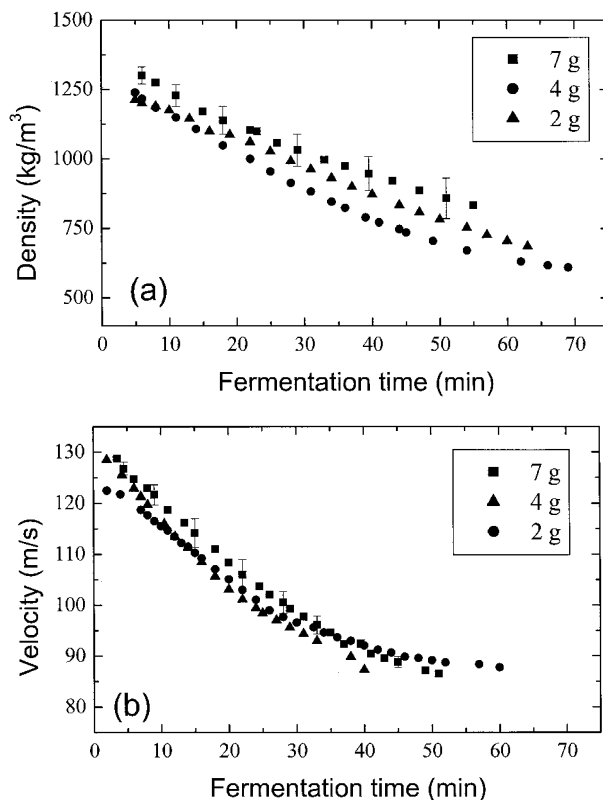 1500
1250
1000
750
500
Density (kg/m³)
7 g
4 g
2 g
(a)
0 10 20 30 40 50 60 70
Fermentation time (min)
130
120
110
100
90
80
Velocity (m/s)
7 g
4 g
2 g
(b)
0 10 20 30 40 50 60 70
Fermentation time (min)